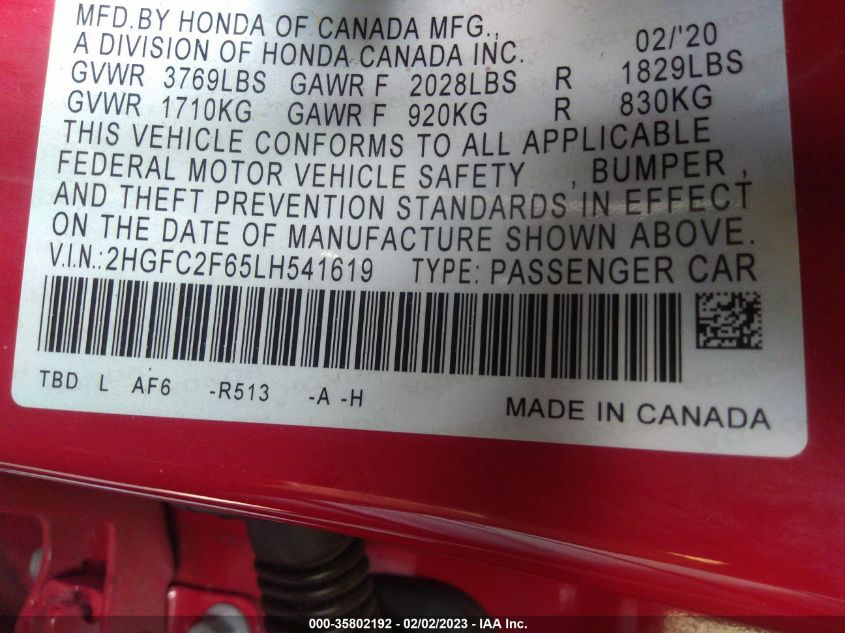 MFD.BY HONDA OF CANADA MFG.,
A DIVISION OF HONDA CANADA INC. 02/'20
GVWR 3769LBS GAWR F 2028LBS R 1829LBS
GVWR 1710KG GAWR F 920KG R 830KG
THIS VEHICLE CONFORMS TO ALL APPLICABLE
FEDERAL MOTOR VEHICLE SAFETY , BUMPER ,
AND THEFT PREVENTION STANDARDS IN EFFECT
ON THE DATE OF MANUFACTURE SHOWN ABOVE.
V.I.N.:2HGFC2F65LH541619 TYPE: PASSENGER CAR
TBD L AF6 -R513 -A -H
MADE IN CANADA
000-35802192 - 02/02/2023 - © IAA Inc.